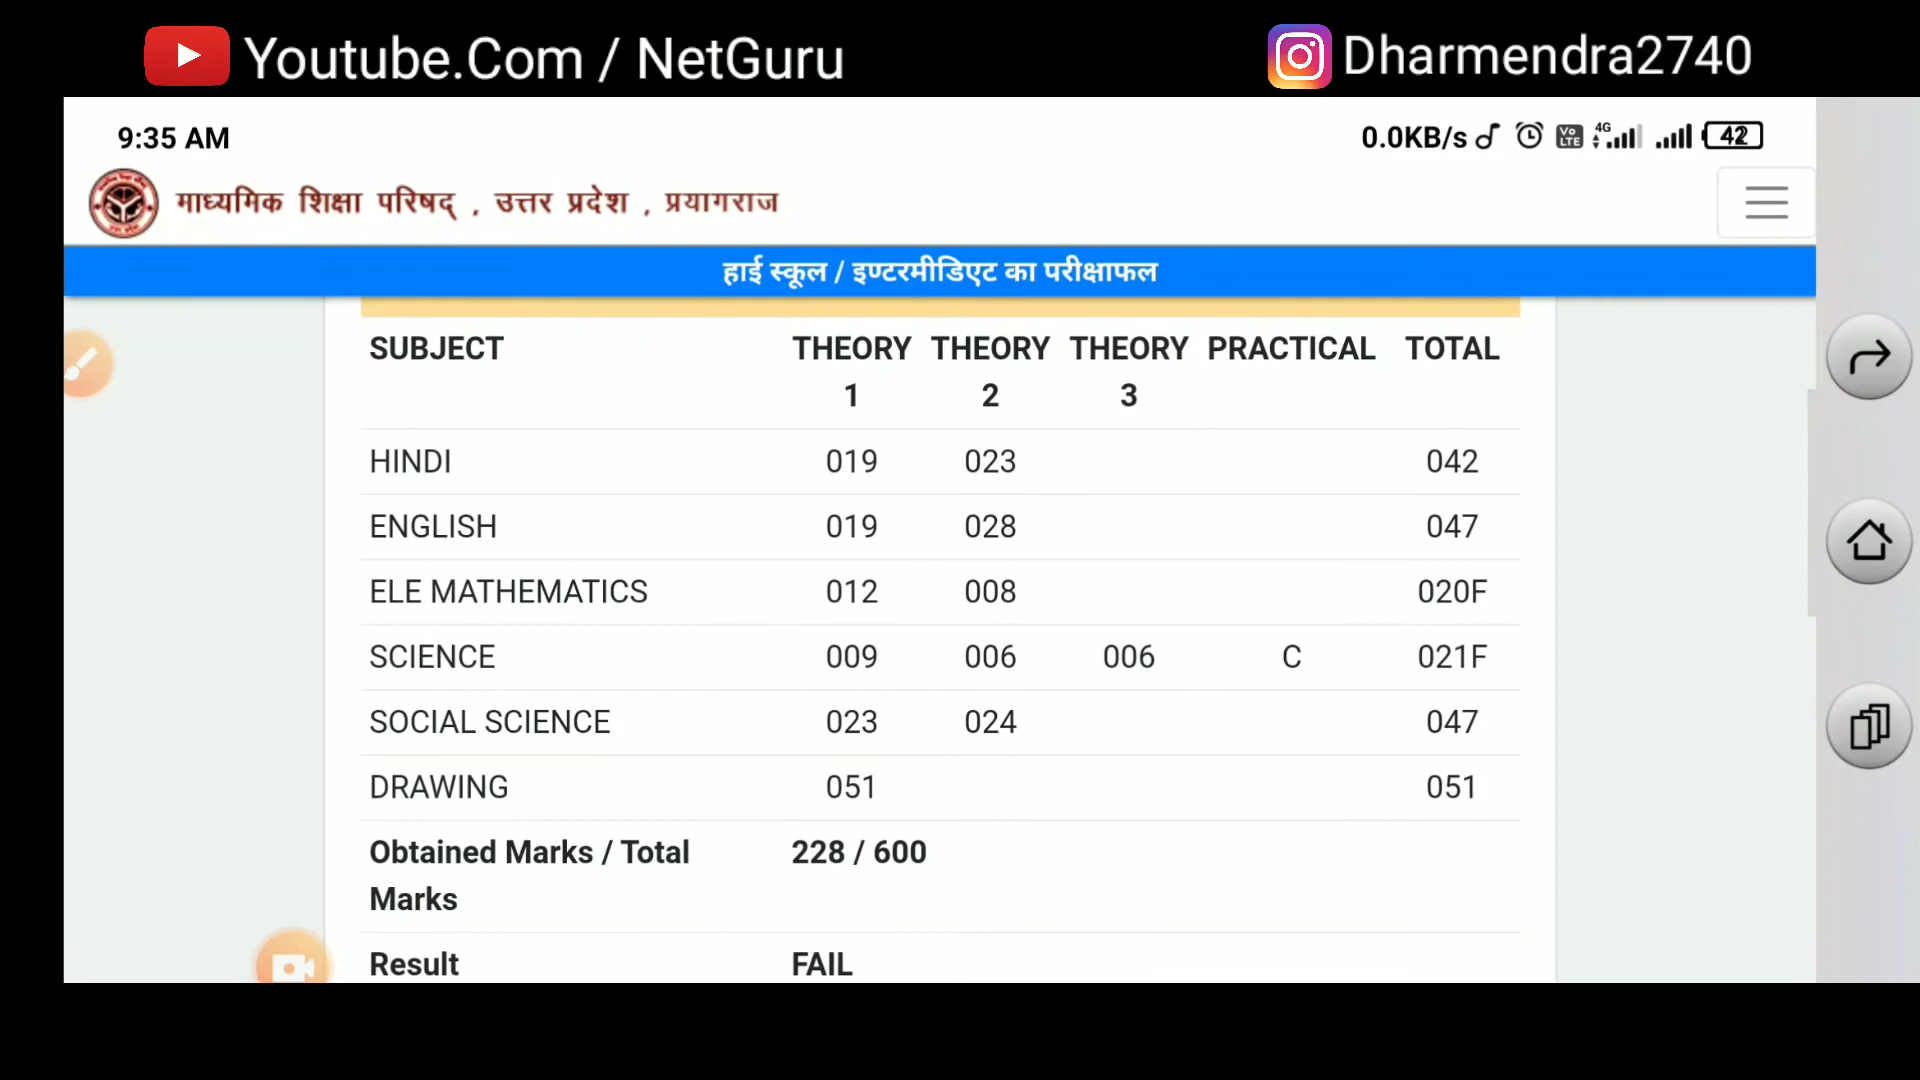 Youtube.Com / NetGuru
Dharmendra2740
9:35 AM
0.0KB/s
Vo LTE
4G
42
माध्यमिक शिक्षा परिषद् , उत्तर प्रदेश , प्रयागराज
हाई स्कूल / इण्टरमीडिएट का परीक्षाफल
SUBJECT THEORY 1 THEORY 2 THEORY 3 PRACTICAL TOTAL
HINDI 019 023 042
ENGLISH 019 028 047
ELE MATHEMATICS 012 008 020F
SCIENCE 009 006 006 C 021F
SOCIAL SCIENCE 023 024 047
DRAWING 051 051
Obtained Marks / Total Marks 228 / 600
Result FAIL